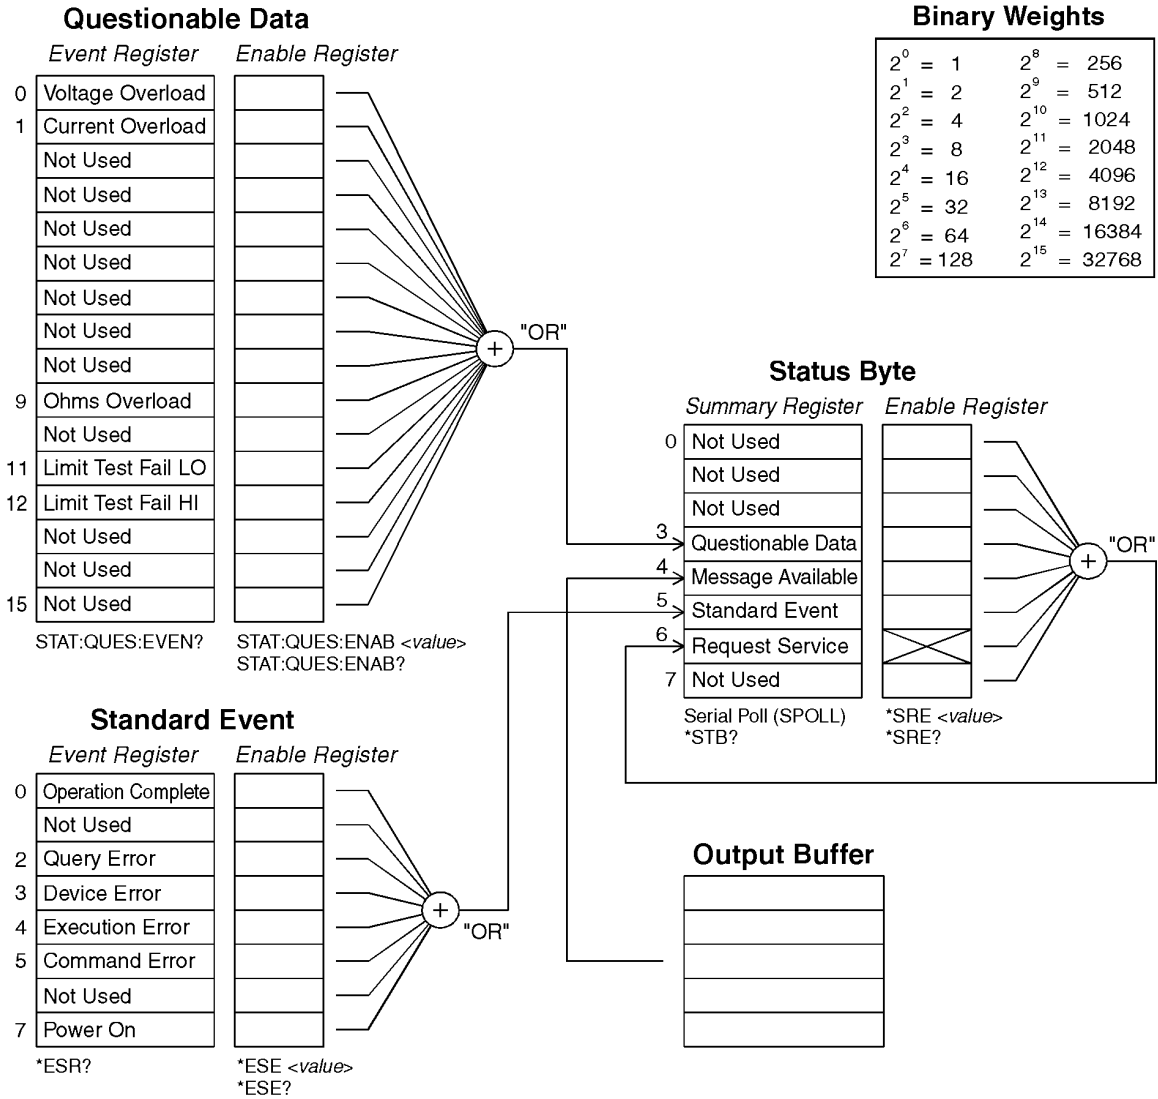 Questionable Data
Event Register Enable Register
0 Voltage Overload
1 Current Overload
Not Used
Not Used
Not Used
Not Used
Not Used
Not Used
Not Used
9 Ohms Overload
Not Used
11 Limit Test Fail LO
12 Limit Test Fail HI
Not Used
Not Used
15 Not Used
STAT:QUES:EVEN? STAT:QUES:ENAB <value>
STAT:QUES:ENAB?
"OR"
Binary Weights
2^0 = 1 2^8 = 256
2^1 = 2 2^9 = 512
2^2 = 4 2^10 = 1024
2^3 = 8 2^11 = 2048
2^4 = 16 2^12 = 4096
2^5 = 32 2^13 = 8192
2^6 = 64 2^14 = 16384
2^7 = 128 2^15 = 32768
Status Byte
Summary Register Enable Register
0 Not Used
Not Used
Not Used
3 Questionable Data
4 Message Available
5 Standard Event
6 Request Service
7 Not Used
Serial Poll (SPOLL) *SRE <value>
*STB? *SRE?
"OR"
Standard Event
Event Register Enable Register
0 Operation Complete
Not Used
2 Query Error
3 Device Error
4 Execution Error
5 Command Error
Not Used
7 Power On
*ESR? *ESE <value>
*ESE?
"OR"
Output Buffer
+
+
+